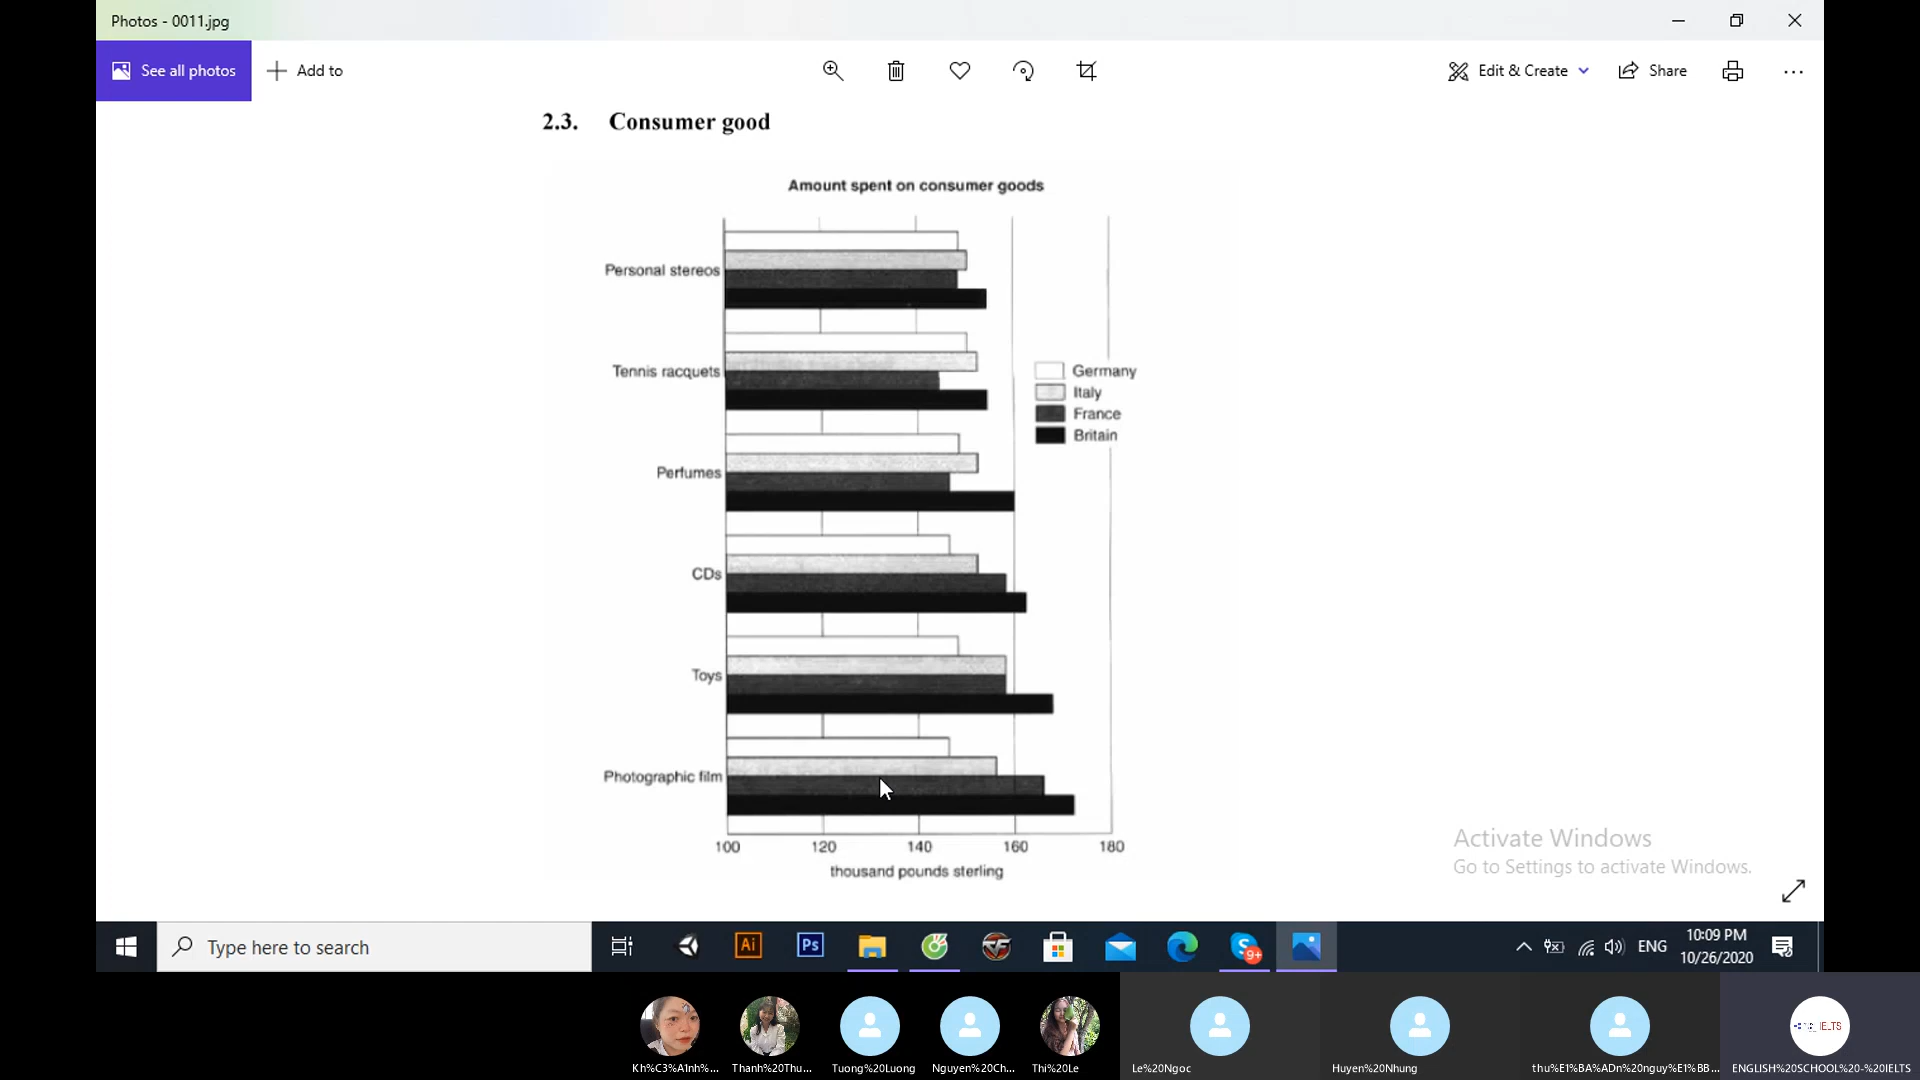 Photos - 0011.jpg
See all photos
Add to
Edit & Create
Share
2.3. Consumer good
Amount spent on consumer goods
Personal stereos
Tennis racquets
Perfumes
CDs
Toys
Photographic film
Germany
Italy
France
Britain
100 120 140 160 180
thousand pounds sterling
Activate Windows
Go to Settings to activate Windows.
Type here to search
Ai
Ps
9+
ENG
10:09 PM
10/26/2020
IELTS
Kh%C3%A1nh%...
Thanh%20Thu...
Tuong%20Luong
Nguyen%20Ch...
Thi%20Le
Le%20Ngoc
Huyen%20Nhung
thu%E1%BA%ADn%20nguy%E1%BB...
ENGLISH%20SCHOOL%20-%20IELTS